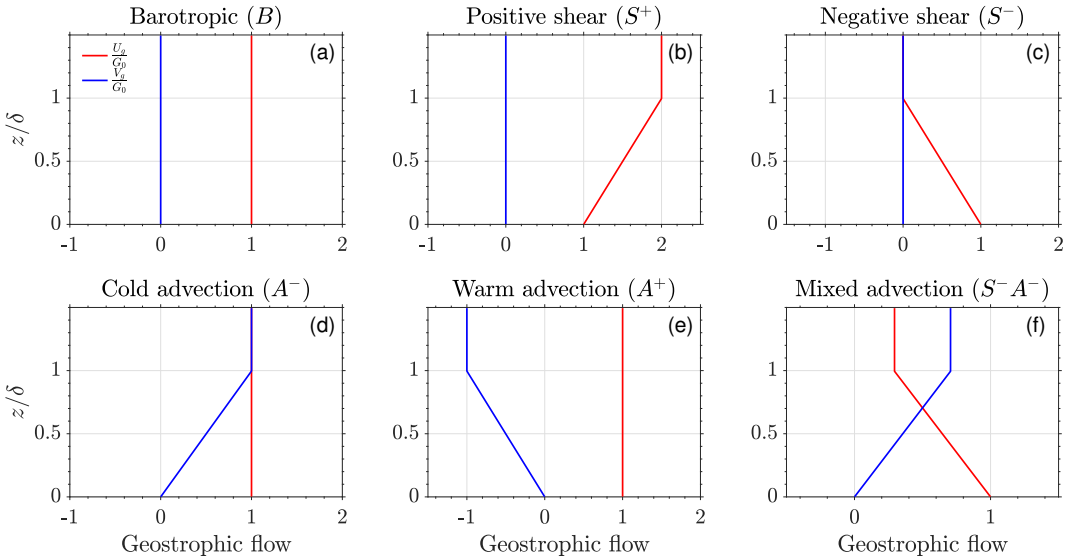 Barotropic (B)
Positive shear (S⁺)
Negative shear (S⁻)
U_g/G_0
V_g/G_0
(a)
(b)
(c)
z/δ
1
0.5
0
-1 0 1 2
1
0.5
0
-1 0 1 2
1
0.5
0
-1 0 1 2
Cold advection (A⁻)
Warm advection (A⁺)
Mixed advection (S⁻A⁻)
(d)
(e)
(f)
z/δ
1
0.5
0
-1 0 1 2
1
0.5
0
-1 0 1 2
1
0.5
0
0 1
Geostrophic flow
Geostrophic flow
Geostrophic flow